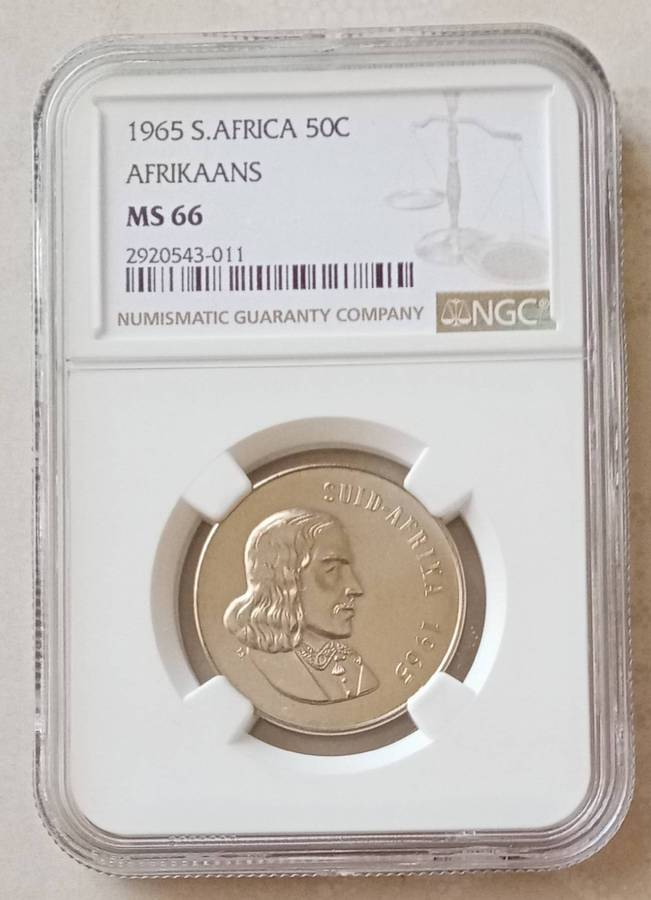 1965 S.AFRICA 50C
AFRIKAANS
MS 66
2920543-011
NUMISMATIC GUARANTY COMPANY
NGC®
SUID-AFRIKA 1965